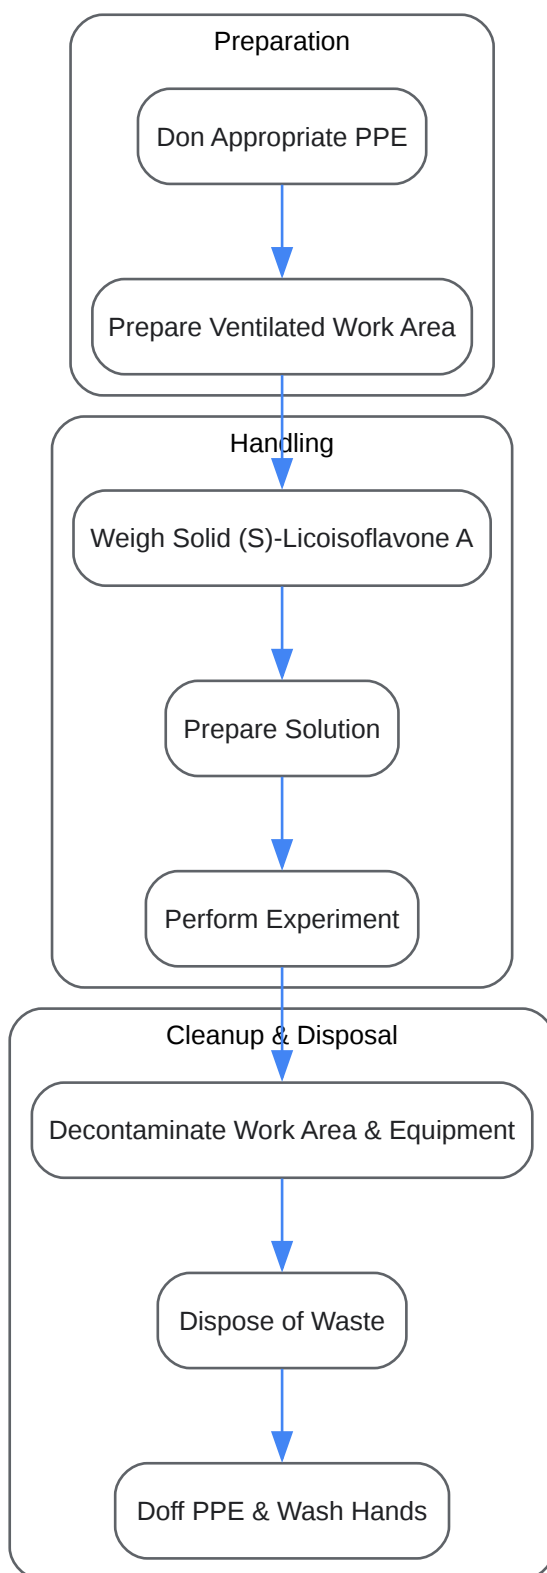 Preparation
Don Appropriate PPE
Prepare Ventilated Work Area
Handling
Weigh Solid (S)-Licoisoflavone A
Prepare Solution
Perform Experiment
Cleanup & Disposal
Decontaminate Work Area & Equipment
Dispose of Waste
Doff PPE & Wash Hands